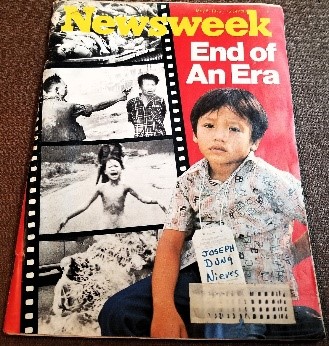 Newsweek
End of
An Era
JOSEPH
DUNG
Nieves